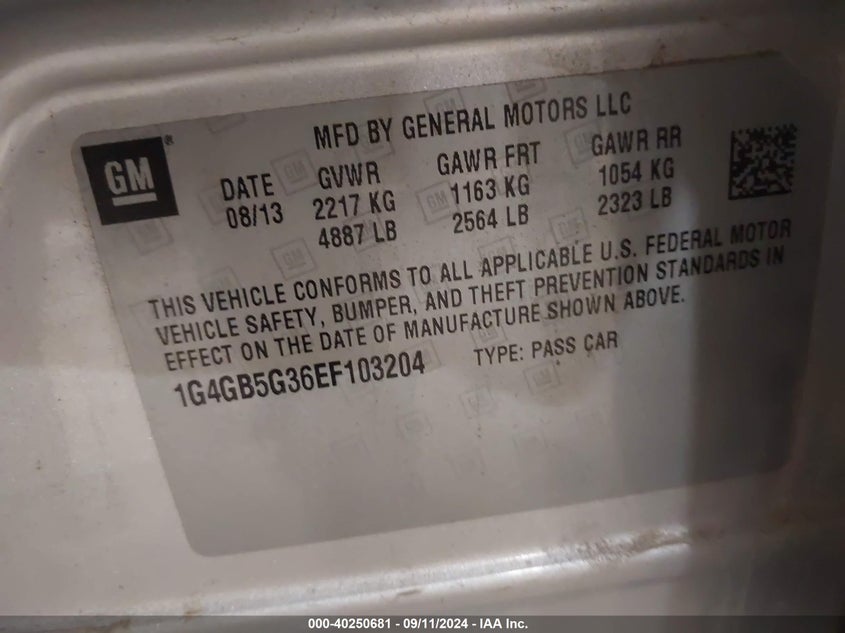 MFD BY GENERAL MOTORS LLC
GM ®
DATE GVWR GAWR FRT GAWR RR
08/13 2217 KG 1163 KG 1054 KG
4887 LB 2564 LB 2323 LB
THIS VEHICLE CONFORMS TO ALL APPLICABLE U.S. FEDERAL MOTOR
VEHICLE SAFETY, BUMPER, AND THEFT PREVENTION STANDARDS IN
EFFECT ON THE DATE OF MANUFACTURE SHOWN ABOVE.
1G4GB5G36EF103204 TYPE: PASS CAR
000-40250681 - 09/11/2024 - IAA Inc.